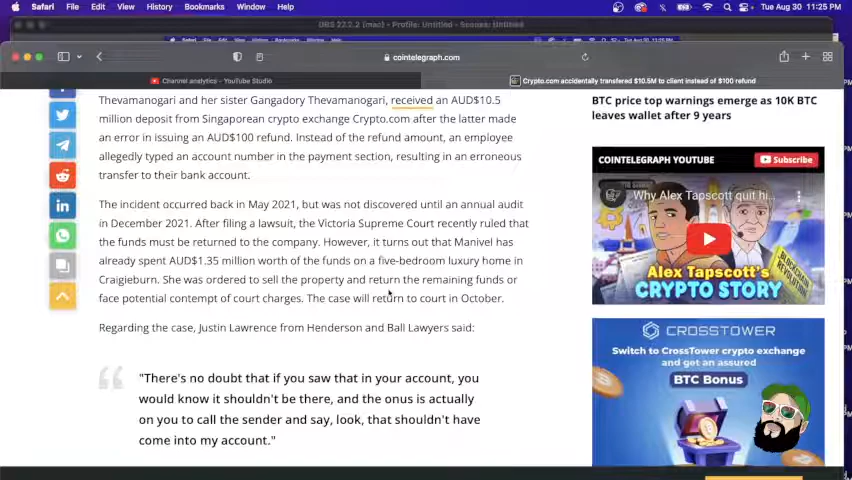 Safari File Edit View History Bookmarks Window Help
Tue Aug 30 11:25 PM
OBS 27.2.2 (mac) - Profile: Untitled - Scenes: Untitled
cointelegraph.com
Channel analytics - YouTube Studio
Crypto.com accidentally transfered $10.5M to client instead of $100 refund
Thevamanogari and her sister Gangadory Thevamanogari, received an AUD$10.5
million deposit from Singaporean crypto exchange Crypto.com after the latter made
an error in issuing an AUD$100 refund. Instead of the refund amount, an employee
allegedly typed an account number in the payment section, resulting in an erroneous
transfer to their bank account.
The incident occurred back in May 2021, but was not discovered until an annual audit
in December 2021. After filing a lawsuit, the Victoria Supreme Court recently ruled that
the funds must be returned to the company. However, it turns out that Manivel has
already spent AUD$1.35 million worth of the funds on a five-bedroom luxury home in
Craigieburn. She was ordered to sell the property and return the remaining funds or
face potential contempt of court charges. The case will return to court in October.
Regarding the case, Justin Lawrence from Henderson and Ball Lawyers said:
"There's no doubt that if you saw that in your account, you
would know it shouldn't be there, and the onus is actually
on you to call the sender and say, look, that shouldn't have
come into my account."
BTC price top warnings emerge as 10K BTC
leaves wallet after 9 years
COINTELEGRAPH YOUTUBE
Subscribe
Why Alex Tapscott quit hi...
BLOCKCHAIN
REVOLUTION
ALEX TAPSCOTT'S
CRYPTO STORY
CROSSTOWER
Switch to CrossTower crypto exchange
and get an assured
BTC Bonus